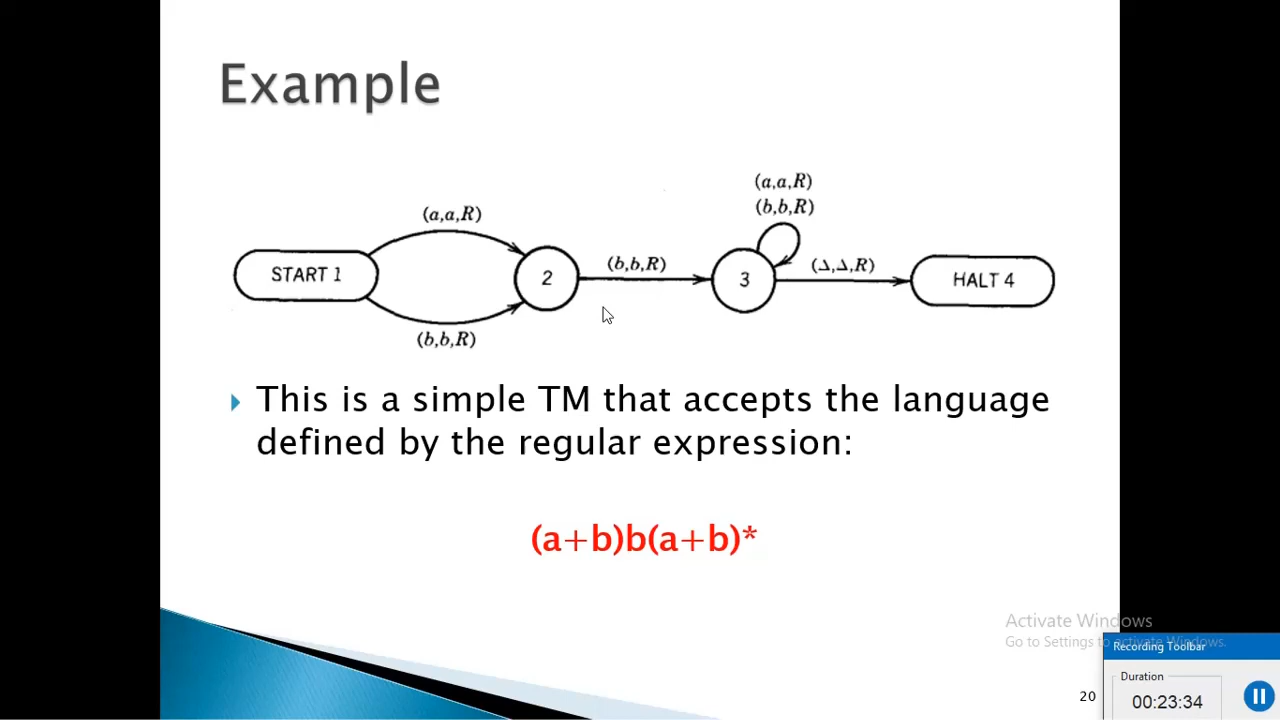 Example
(a,a,R)
(b,b,R)
(a,a,R)
(b,b,R)
(Δ,Δ,R)
START 1
2
3
HALT 4
(b,b,R)
This is a simple TM that accepts the language
defined by the regular expression:
(a+b)b(a+b)*
Activate Windows
Go to Settings to activate Windows.
Recording Toolbar
Duration
20
00:23:34